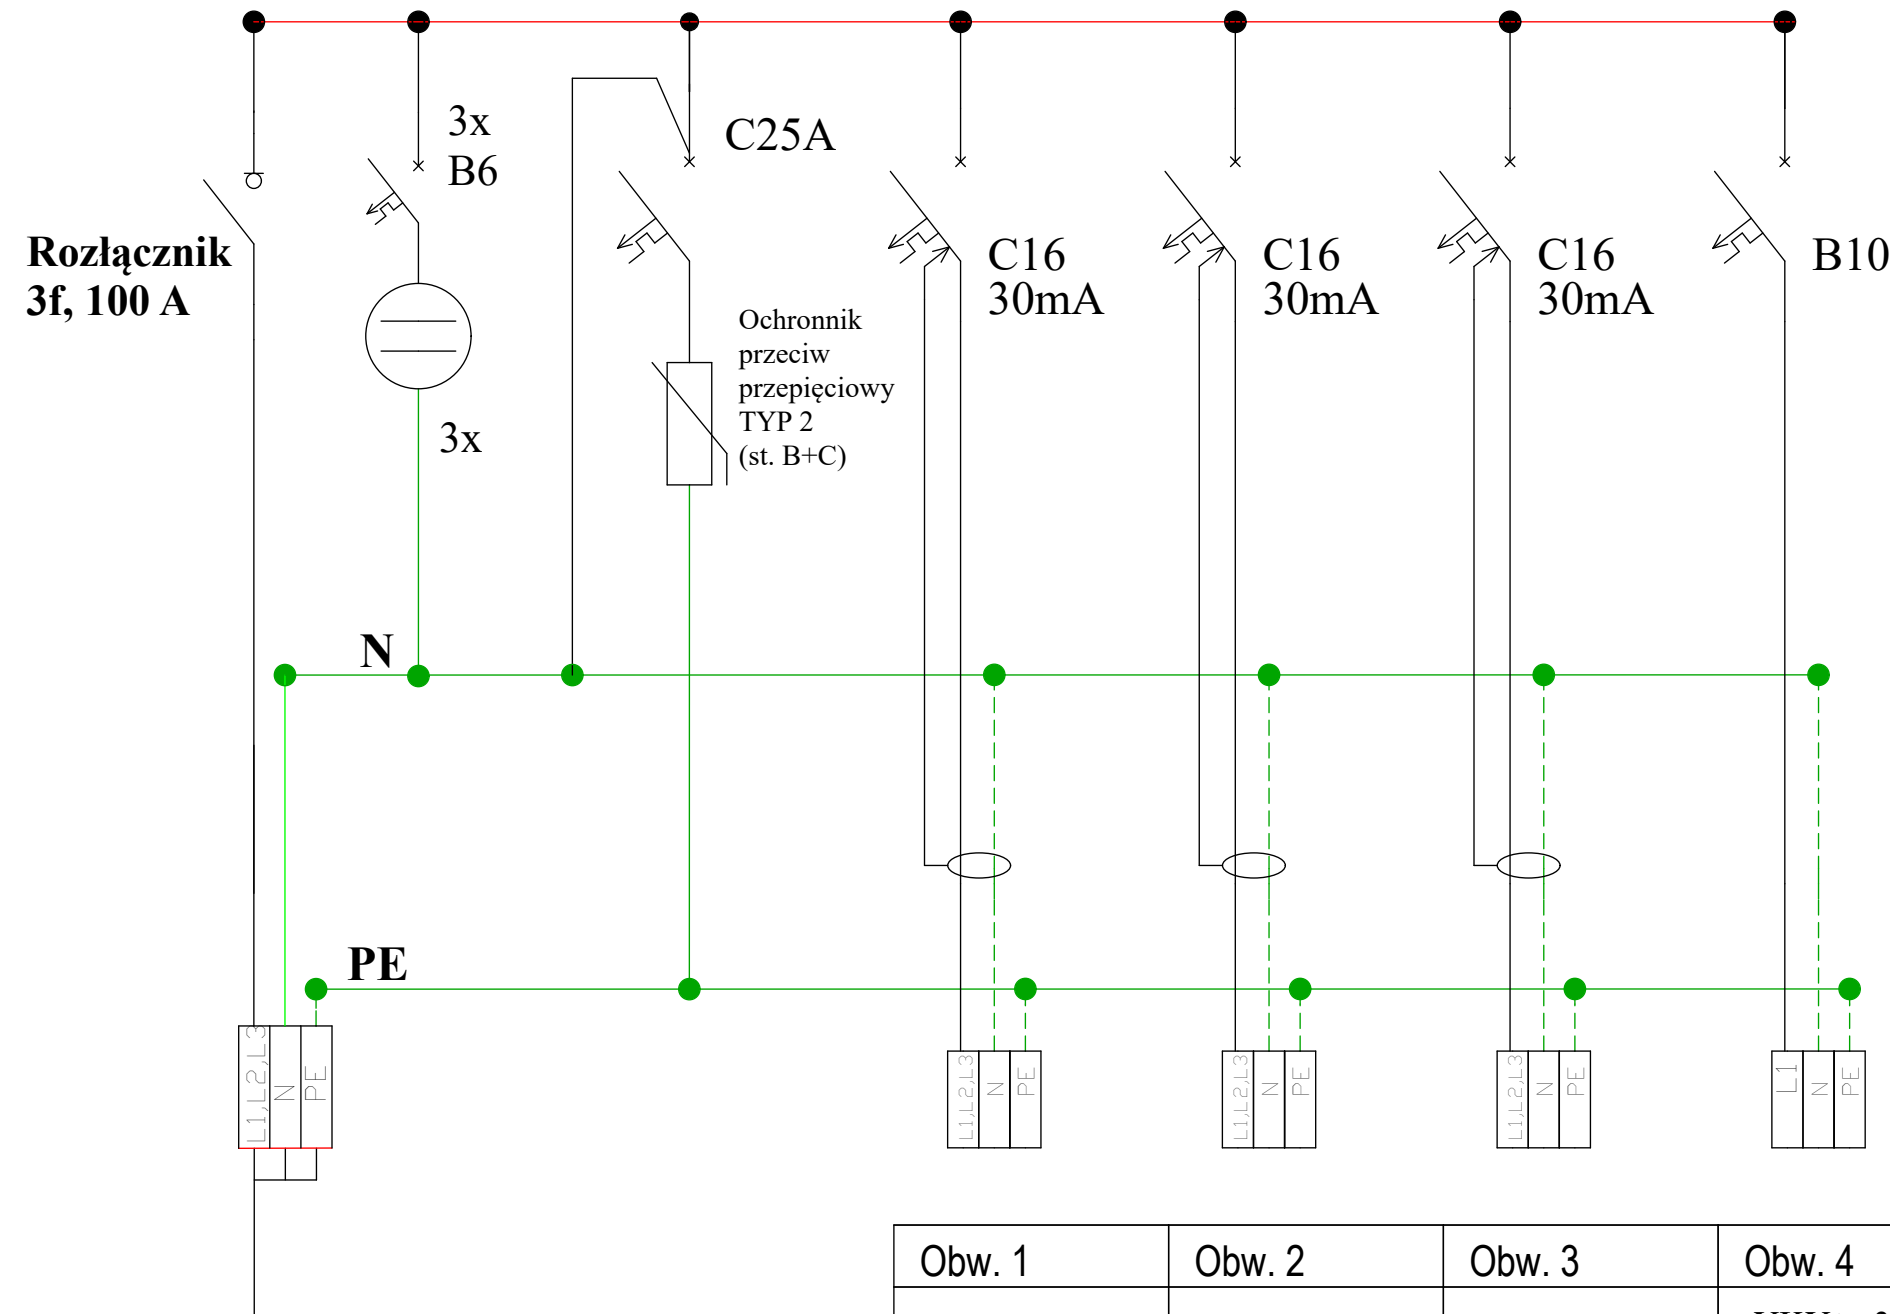 3x
B6
C25A
Rozłącznik
3f, 100 A
C16
30mA
C16
30mA
C16
30mA
B10
Ochronnik
przeciw
przepięciowy
TYP 2
(st. B+C)
3x
N
PE
L1,L2,L3
N
PE
L1,L2,L3
N
PE
L1,L2,L3
N
PE
L1,L2,L3
N
PE
L1
N
PE
Obw. 1
Obw. 2
Obw. 3
Obw. 4